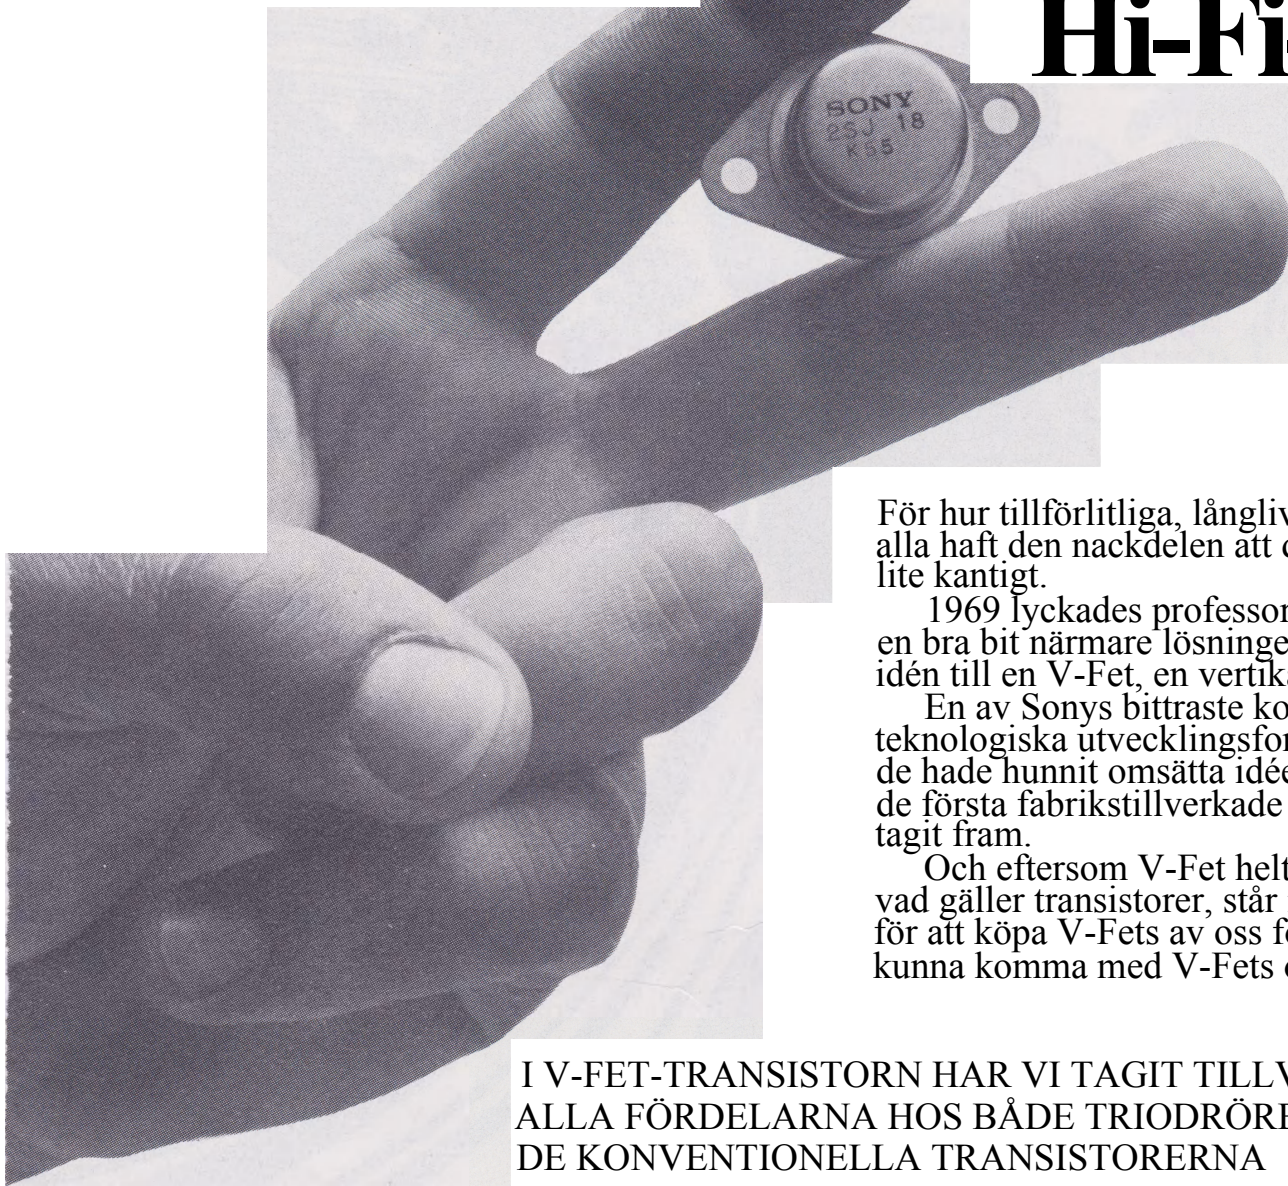 Hi-Fi-
SONY
2SJ 18
K55
För hur tillförlitliga, långliv
alla haft den nackdelen att d
lite kantigt.
1969 lyckades professor
en bra bit närmare lösninge
idén till en V-Fet, en vertika
En av Sonys bittraste ko
teknologiska utvecklingsfor
de hade hunnit omsätta idée
de första fabrikstillverkade
tagit fram.
Och eftersom V-Fet helt
vad gäller transistorer, står
för att köpa V-Fets av oss fö
kunna komma med V-Fets
I V-FET-TRANSISTORN HAR VI TAGIT TILLV
ALLA FÖRDELARNA HOS BÅDE TRIODRÖRE
DE KONVENTIONELLA TRANSISTORERNA